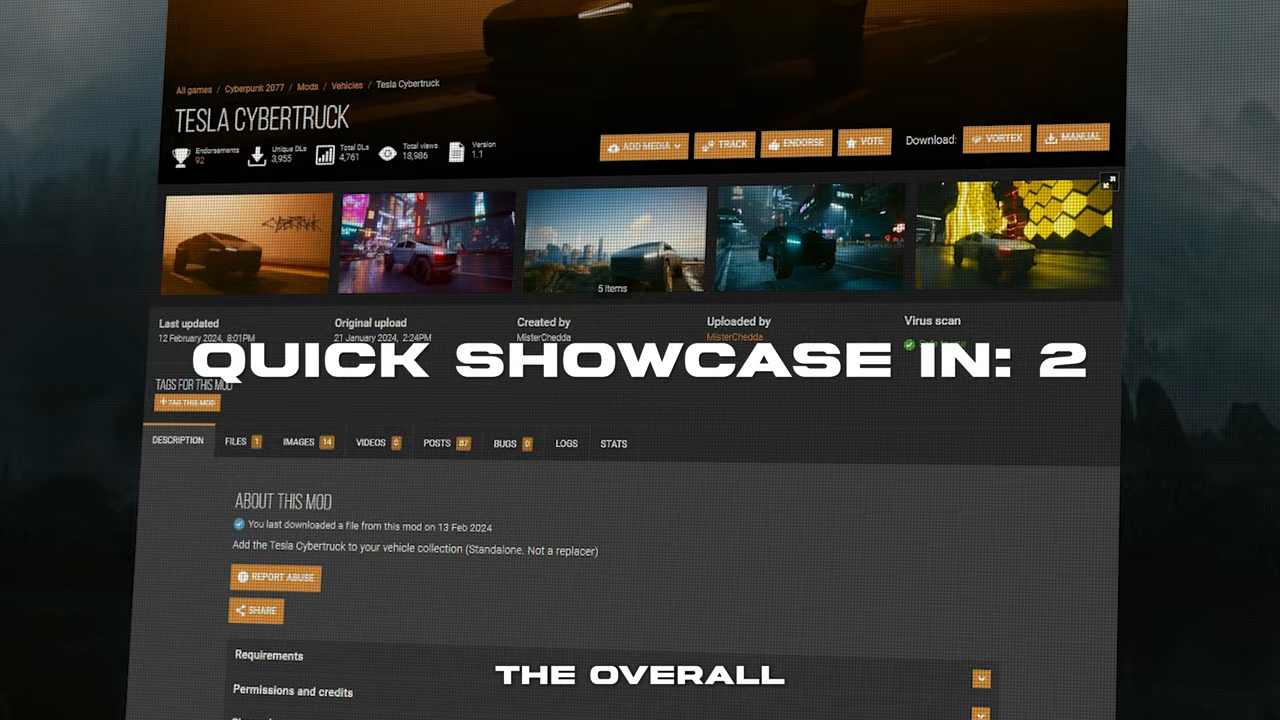 All games / Cyberpunk 2077 / Mods / Vehicles / Tesla Cybertruck
TESLA CYBERTRUCK
Endorsements
92
Unique DLs
3,955
Total DLs
4,761
Total views
18,986
Version
1.1
ADD MEDIA
TRACK
ENDORSE
VOTE
Download:
VORTEX
MANUAL
5 items
Last updated
12 February 2024, 8:01PM
Original upload
21 January 2024, 2:24PM
Created by
MisterChedda
Uploaded by
MisterChedda
Virus scan
QUICK SHOWCASE IN: 2
TAGS FOR THIS MOD
+ TAG THIS MOD
DESCRIPTION FILES 1 IMAGES 14 VIDEOS 0 POSTS 87 BUGS 0 LOGS STATS
ABOUT THIS MOD
You last downloaded a file from this mod on 13 Feb 2024
Add the Tesla Cybertruck to your vehicle collection (Standalone. Not a replacer)
REPORT ABUSE
SHARE
Requirements
THE OVERALL
Permissions and credits